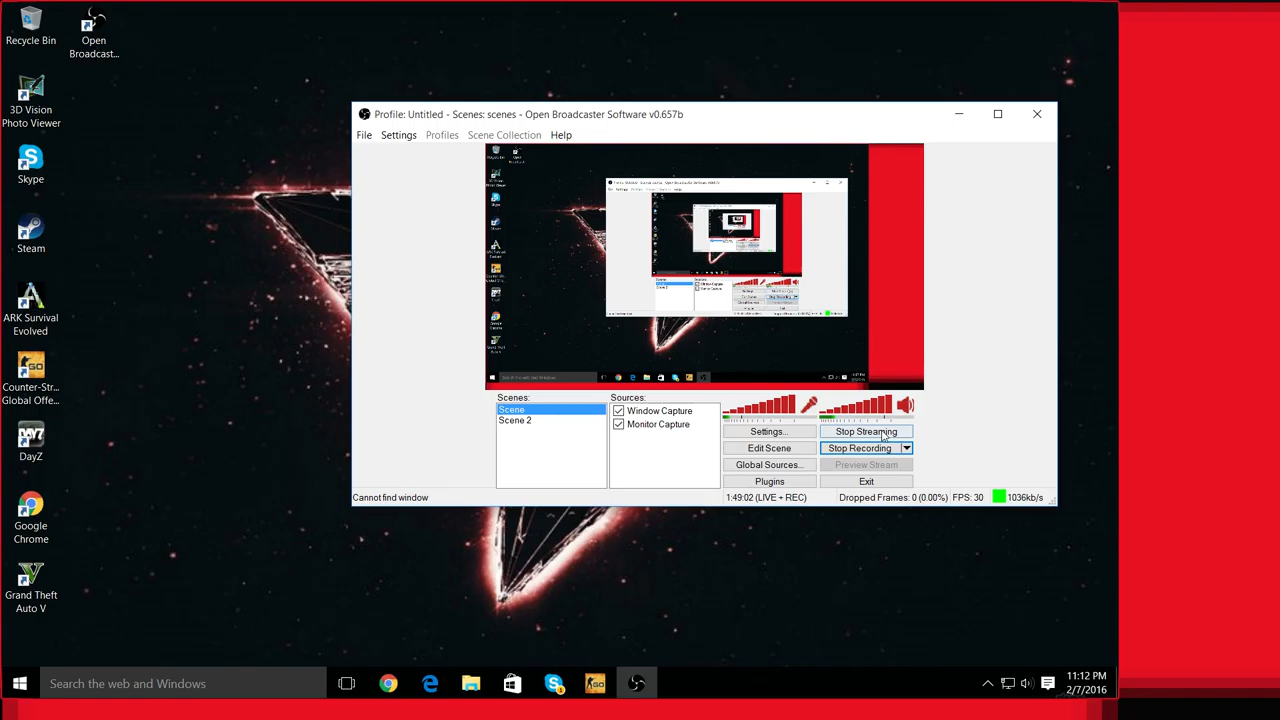 Recycle Bin
Open
Broadcast...
3D Vision
Photo Viewer
Skype
Steam
ARK Survival
Evolved
Counter-Str...
Global Offe...
DayZ
Google
Chrome
Grand Theft
Auto V
Profile: Untitled - Scenes: scenes - Open Broadcaster Software v0.657b
File Settings Profiles Scene Collection Help
Scenes: Sources:
Scene
Scene 2
Window Capture
Monitor Capture
Settings... Stop Streaming
Edit Scene Stop Recording
Global Sources... Preview Stream
Plugins Exit
Cannot find window 1:49:02 (LIVE + REC) Dropped Frames: 0 (0.00%) FPS: 30 1036kb/s
Search the web and Windows
11:12 PM
2/7/2016